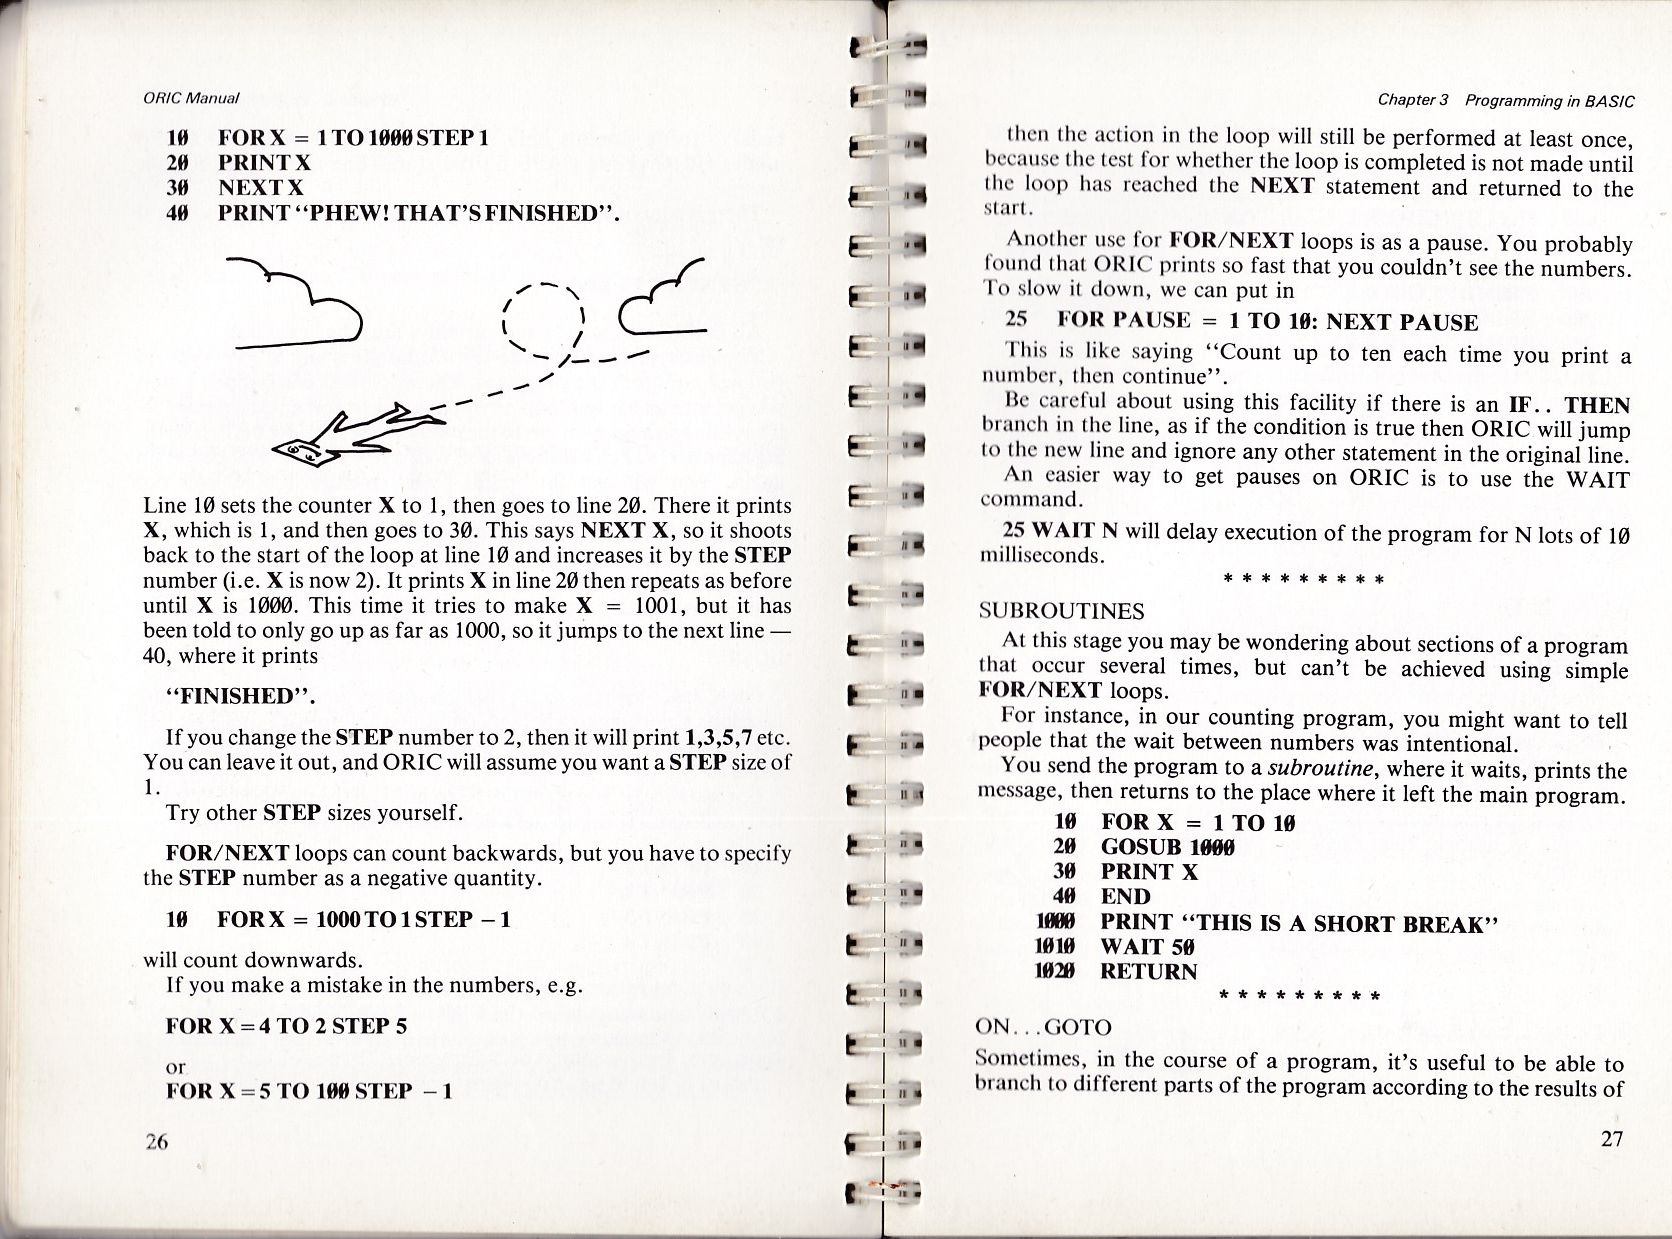 ORIC Manual
10 FOR X = 1 TO 1000 STEP 1
20 PRINT X
30 NEXT X
40 PRINT “PHEW! THAT’S FINISHED”.
Line 10 sets the counter X to 1, then goes to line 20. There it prints
X, which is 1, and then goes to 30. This says NEXT X, so it shoots
back to the start of the loop at line 10 and increases it by the STEP
number (i.e. X is now 2). It prints X in line 20 then repeats as before
until X is 1000. This time it tries to make X = 1001, but it has
been told to only go up as far as 1000, so it jumps to the next line —
40, where it prints
“FINISHED”.
If you change the STEP number to 2, then it will print 1,3,5,7 etc.
You can leave it out, and ORIC will assume you want a STEP size of
1.
Try other STEP sizes yourself.
FOR/NEXT loops can count backwards, but you have to specify
the STEP number as a negative quantity.
10 FOR X = 1000 TO 1 STEP – 1
will count downwards.
If you make a mistake in the numbers, e.g.
FOR X = 4 TO 2 STEP 5
or
FOR X = 5 TO 100 STEP – 1
26
Chapter 3 Programming in BASIC
then the action in the loop will still be performed at least once,
because the test for whether the loop is completed is not made until
the loop has reached the NEXT statement and returned to the
start.
Another use for FOR/NEXT loops is as a pause. You probably
found that ORIC prints so fast that you couldn’t see the numbers.
To slow it down, we can put in
25 FOR PAUSE = 1 TO 10: NEXT PAUSE
This is like saying “Count up to ten each time you print a
number, then continue”.
Be careful about using this facility if there is an IF.. THEN
branch in the line, as if the condition is true then ORIC will jump
to the new line and ignore any other statement in the original line.
An easier way to get pauses on ORIC is to use the WAIT
command.
25 WAIT N will delay execution of the program for N lots of 10
milliseconds.
* * * * * * * * *
SUBROUTINES
At this stage you may be wondering about sections of a program
that occur several times, but can’t be achieved using simple
FOR/NEXT loops.
For instance, in our counting program, you might want to tell
people that the wait between numbers was intentional.
You send the program to a subroutine, where it waits, prints the
message, then returns to the place where it left the main program.
10 FOR X = 1 TO 10
20 GOSUB 1000
30 PRINT X
40 END
1000 PRINT “THIS IS A SHORT BREAK”
1010 WAIT 50
1020 RETURN
* * * * * * * * *
ON...GOTO
Sometimes, in the course of a program, it’s useful to be able to
branch to different parts of the program according to the results of
27